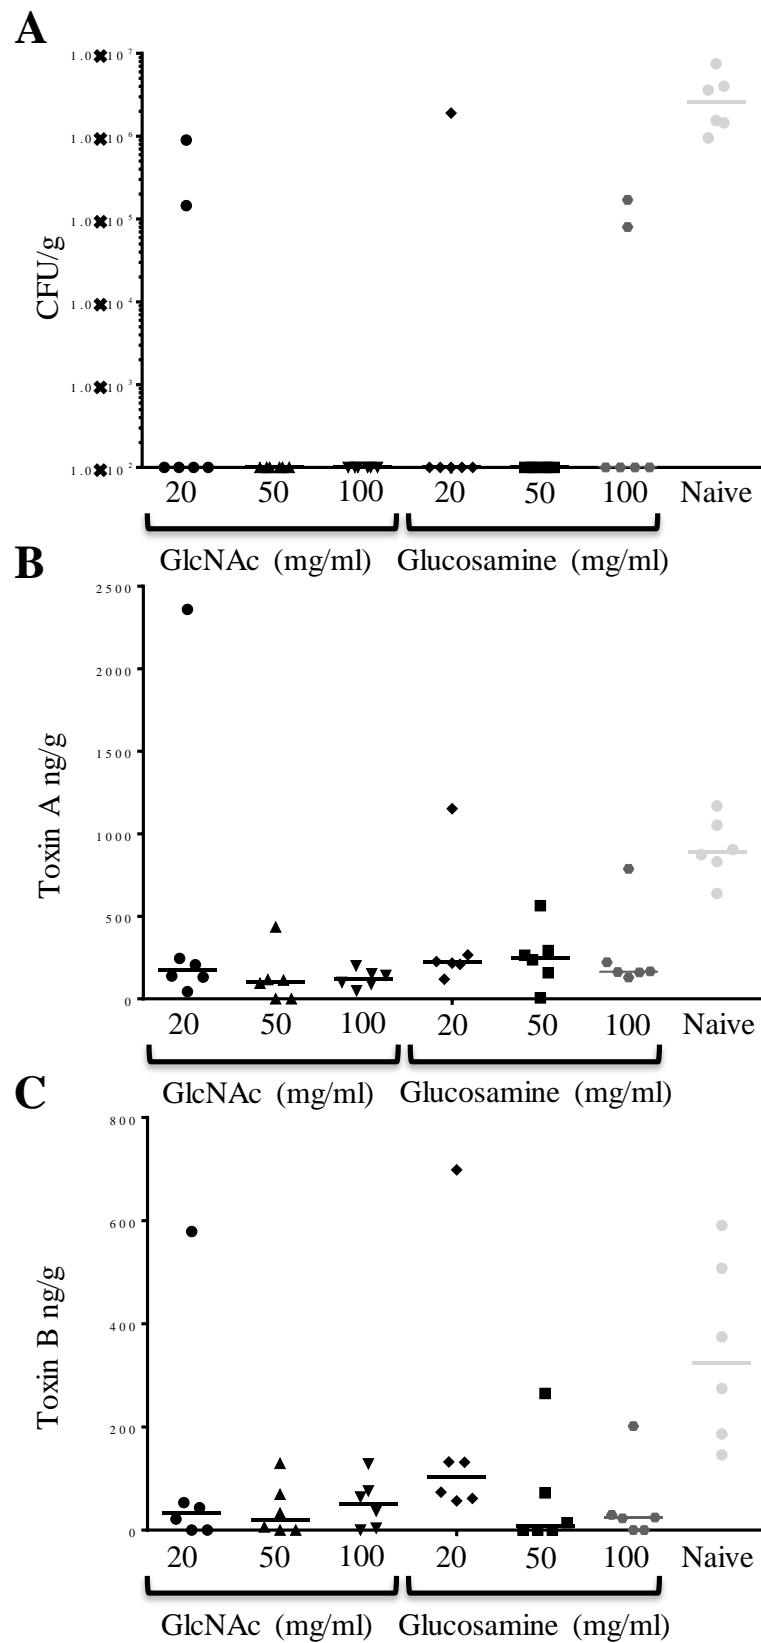 A
1.0✖10⁷
1.0✖10⁶
1.0✖10⁵
1.0✖10⁴
1.0✖10³
1.0✖10²
CFU/g
20 50 100 20 50 100 Naive
GlcNAc (mg/ml) Glucosamine (mg/ml)
B
2500
2000
1500
1000
500
0
Toxin A ng/g
20 50 100 20 50 100 Naive
GlcNAc (mg/ml) Glucosamine (mg/ml)
C
800
600
400
200
0
Toxin B ng/g
20 50 100 20 50 100 Naive
GlcNAc (mg/ml) Glucosamine (mg/ml)